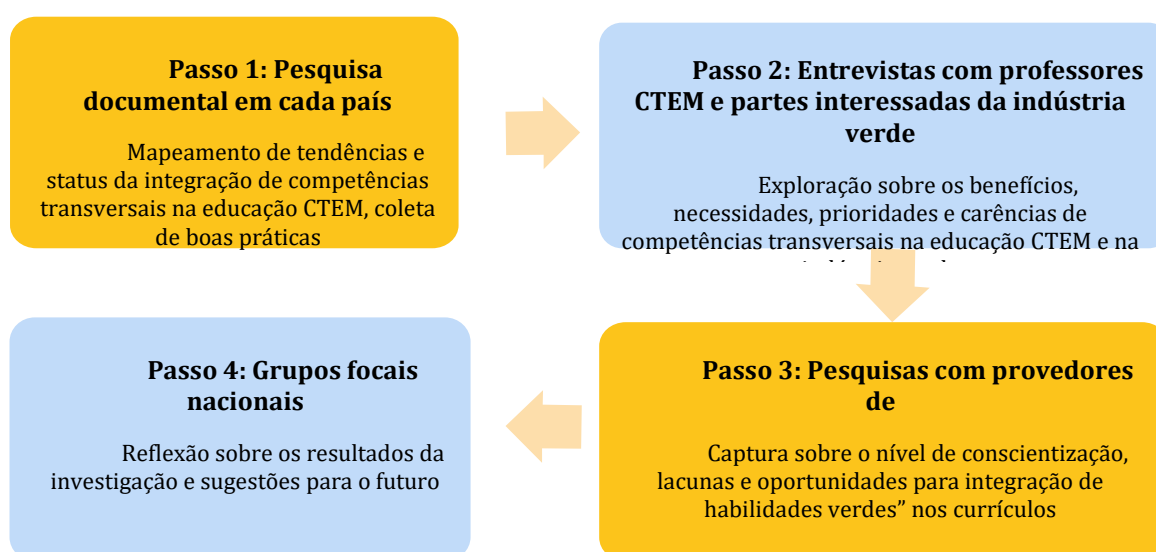 Passo 1: Pesquisa
documental em cada país
Mapeamento de tendências e
status da integração de competências
transversais na educação CTEM, coleta
de boas práticas
Passo 2: Entrevistas com professores
CTEM e partes interessadas da indústria
verde
Exploração sobre os benefícios,
necessidades, prioridades e carências de
competências transversais na educação CTEM e na
Passo 3: Pesquisas com provedores
de
Captura sobre o nível de conscientização,
lacunas e oportunidades para integração de
habilidades verdes” nos currículos
Passo 4: Grupos focais
nacionais
Reflexão sobre os resultados da
investigação e sugestões para o futuro